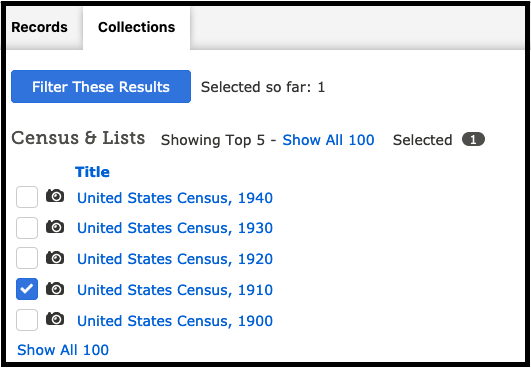 Records Collections
Filter These Results Selected so far: 1
Census & Lists Showing Top 5 - Show All 100 Selected 1
Title
United States Census, 1940
United States Census, 1930
United States Census, 1920
United States Census, 1910
United States Census, 1900
Show All 100